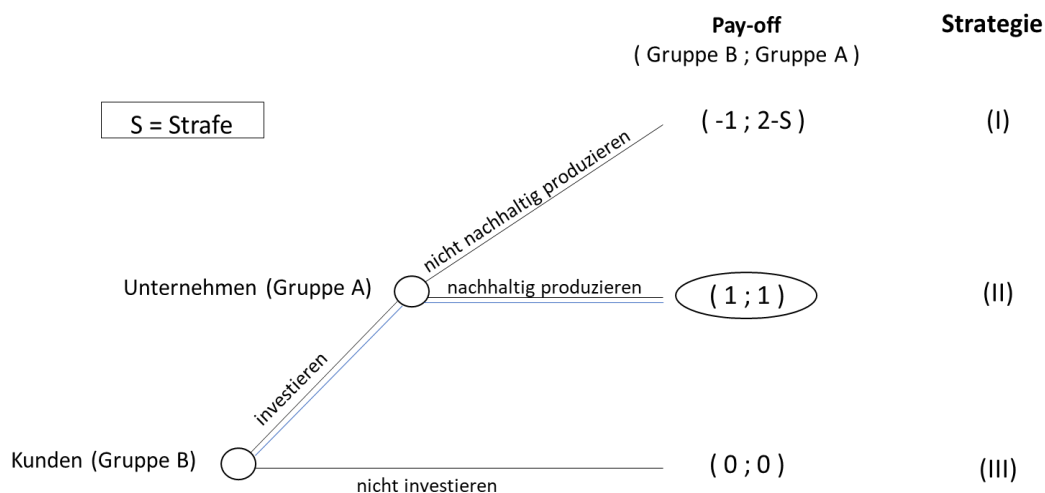 Pay-off
Strategie
( Gruppe B ; Gruppe A )
S = Strafe
( -1 ; 2-S )
(I)
nicht nachhaltig produzieren
Unternehmen (Gruppe A)
nachhaltig produzieren
( 1 ; 1 )
(II)
investieren
Kunden (Gruppe B)
( 0 ; 0 )
(III)
nicht investieren